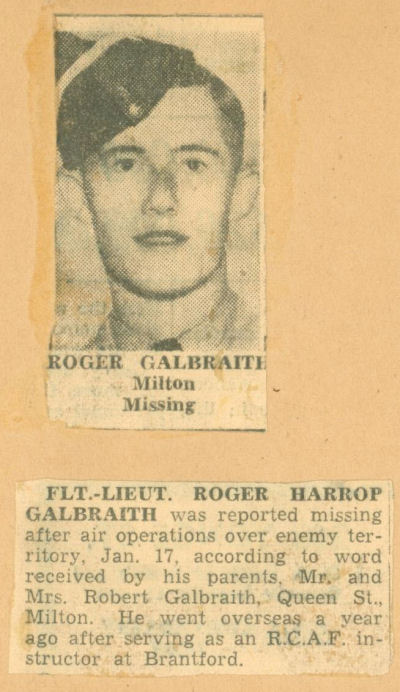 ROGER GALBRAITH
Milton
Missing
FLT.-LIEUT. ROGER HARROP
GALBRAITH was reported missing
after air operations over enemy ter-
ritory, Jan. 17, according to word
received by his parents, Mr. and
Mrs. Robert Galbraith, Queen St.,
Milton. He went overseas a year
ago after serving as an R.C.A.F. in-
structor at Brantford.